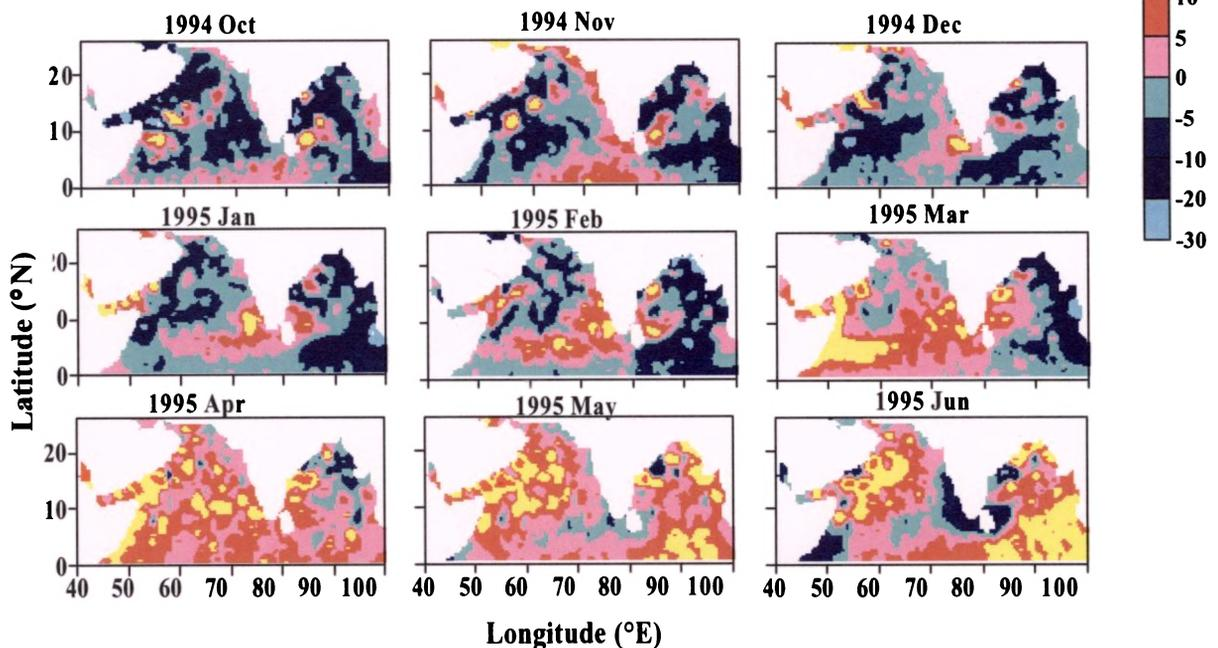 1994 Oct
1994 Nov
1994 Dec
5
0
-5
-10
-20
-30
20
10
0
1995 Jan
1995 Feb
1995 Mar
0
0
1995 Apr
1995 May
1995 Jun
20
10
0
40 50 60 70 80 90 100
40 50 60 70 80 90 100
40 50 60 70 80 90 100
Latitude (°N)
Longitude (°E)